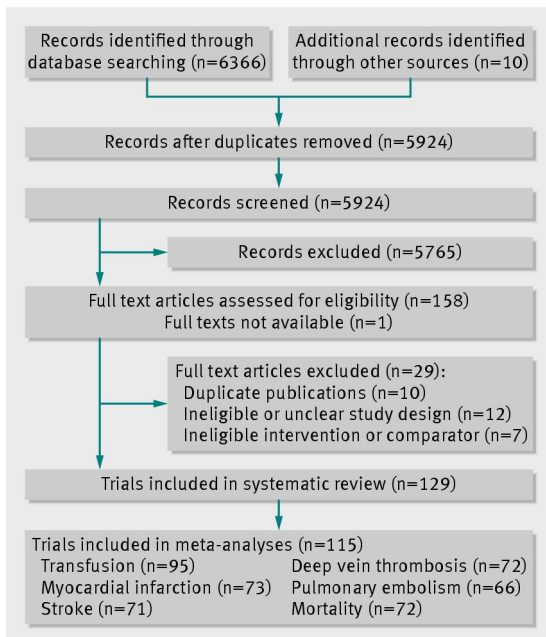 Records identified through
database searching (n=6366)
Additional records identified
through other sources (n=10)
Records after duplicates removed (n=5924)
Records screened (n=5924)
Records excluded (n=5765)
Full text articles assessed for eligibility (n=158)
Full texts not available (n=1)
Full text articles excluded (n=29):
Duplicate publications (n=10)
Ineligible or unclear study design (n=12)
Ineligible intervention or comparator (n=7)
Trials included in systematic review (n=129)
Trials included in meta-analyses (n=115)
Transfusion (n=95)
Myocardial infarction (n=73)
Stroke (n=71)
Deep vein thrombosis (n=72)
Pulmonary embolism (n=66)
Mortality (n=72)